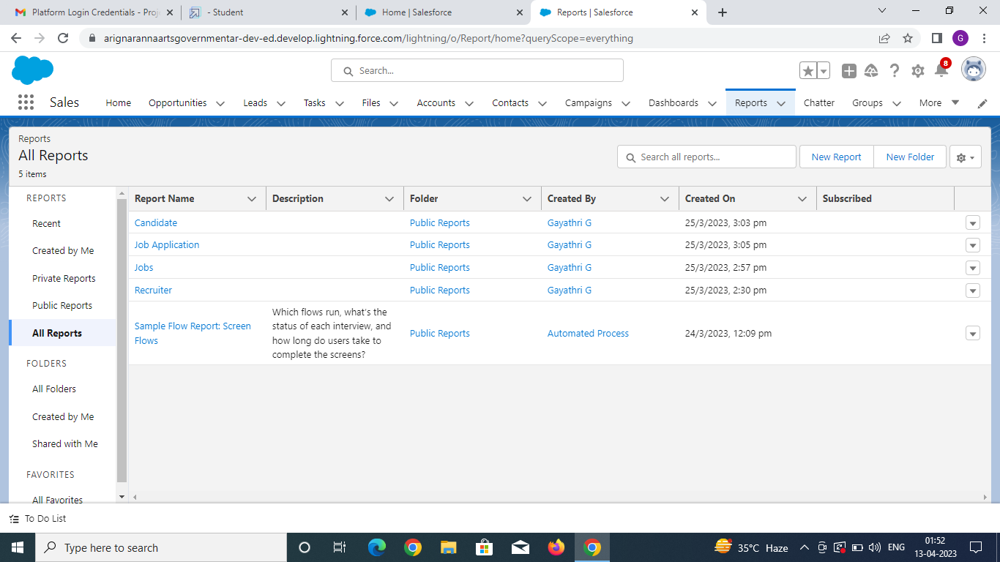 Platform Login Credentials - Proj
- Student
Home | Salesforce
Reports | Salesforce
arignarannaartsgovernmentar-dev-ed.develop.lightning.force.com/lightning/o/Report/home?queryScope=everything
G
Search...
8
Sales
Home
Opportunities
Leads
Tasks
Files
Accounts
Contacts
Campaigns
Dashboards
Reports
Chatter
Groups
More
Reports
All Reports
5 items
Search all reports...
New Report
New Folder
REPORTS
Recent
Created by Me
Private Reports
Public Reports
All Reports
FOLDERS
All Folders
Created by Me
Shared with Me
FAVORITES
All Favorites
Report Name Description Folder Created By Created On Subscribed
Candidate Public Reports Gayathri G 25/3/2023, 3:03 pm
Job Application Public Reports Gayathri G 25/3/2023, 3:05 pm
Jobs Public Reports Gayathri G 25/3/2023, 2:57 pm
Recruiter Public Reports Gayathri G 25/3/2023, 2:30 pm
Sample Flow Report: Screen
Flows
Which flows run, what's the
status of each interview, and
how long do users take to
complete the screens?
Public Reports
Automated Process
24/3/2023, 12:09 pm
To Do List
Type here to search
35°C Haze
ENG
01:52
13-04-2023